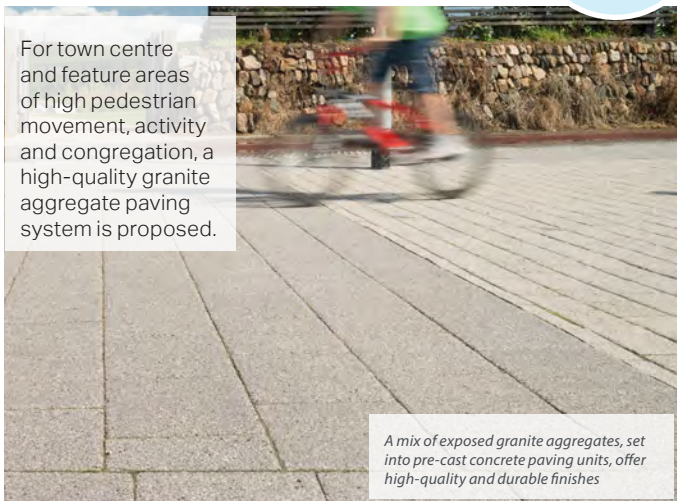 For town centre
and feature areas
of high pedestrian
movement, activity
and congregation, a
high-quality granite
aggregate paving
system is proposed.
A mix of exposed granite aggregates, set
into pre-cast concrete paving units, offer
high-quality and durable finishes